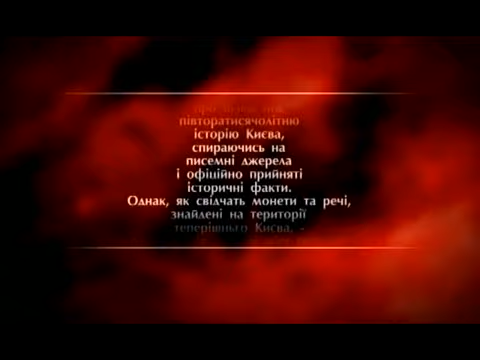 півторатисячолітню
історію Києва,
спираючись на
писемні джерела
і офіційно прийняті
історичні факти.
Однак, як свідчать монети та речі,
знайдені на території
теперішнього Києва, -